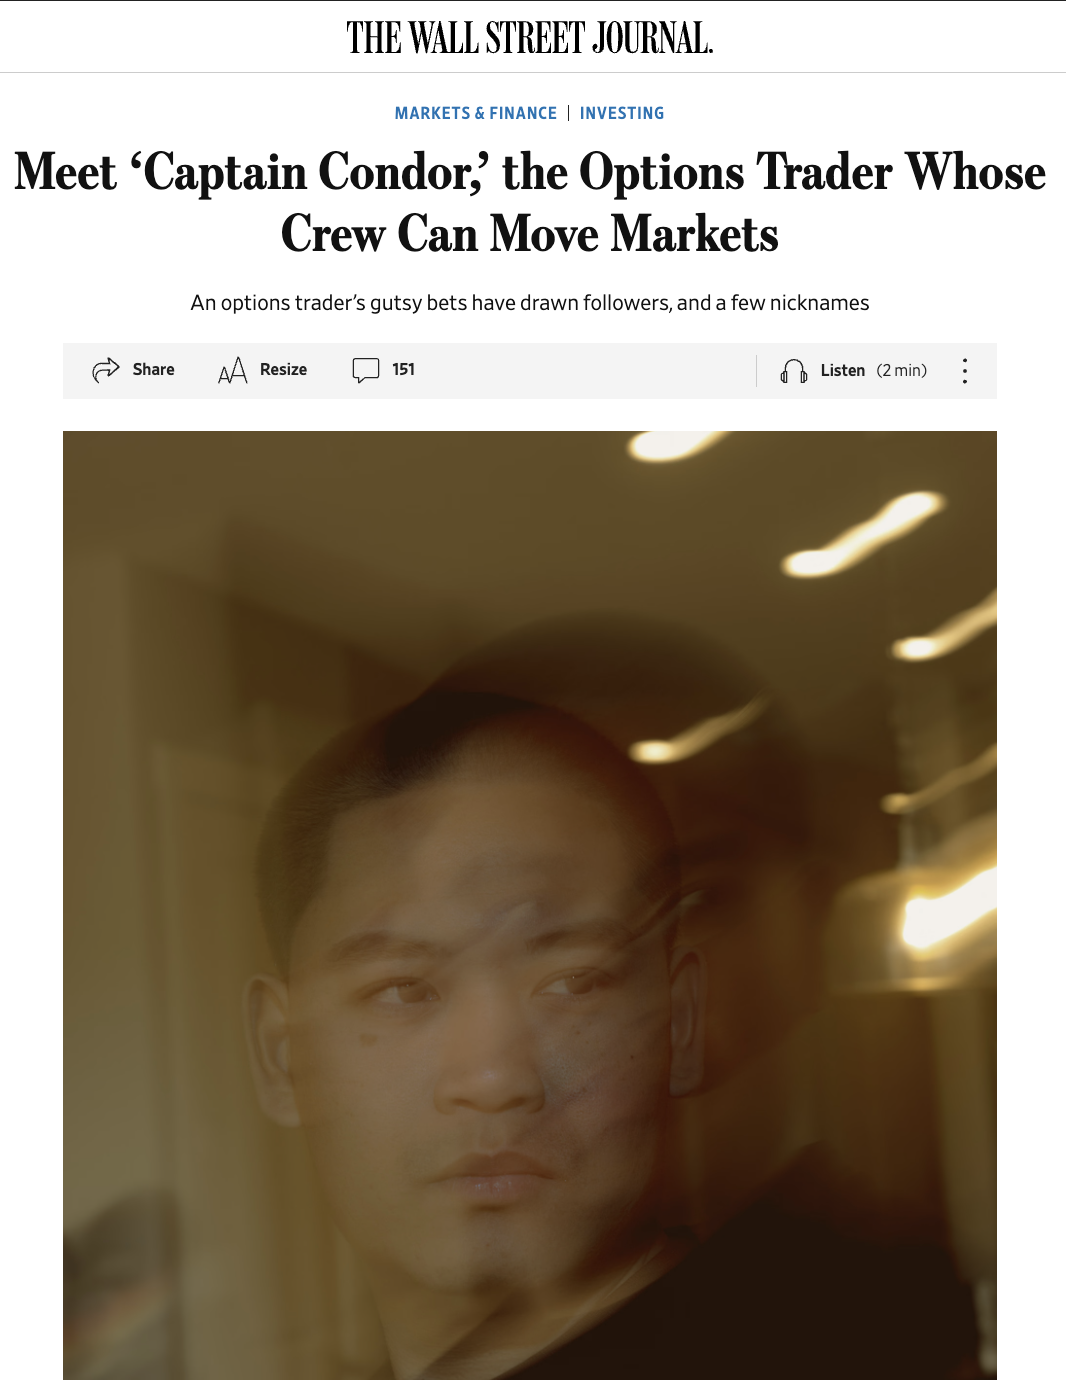 THE WALL STREET JOURNAL.
MARKETS & FINANCE | INVESTING
Meet ‘Captain Condor,’ the Options Trader Whose
Crew Can Move Markets
An options trader’s gutsy bets have drawn followers, and a few nicknames
Share Resize 151 Listen (2 min)